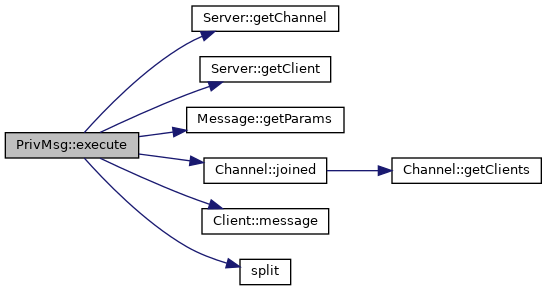 Server::getChannel
Server::getClient
PrivMsg::execute
Message::getParams
Channel::joined
Channel::getClients
Client::message
split